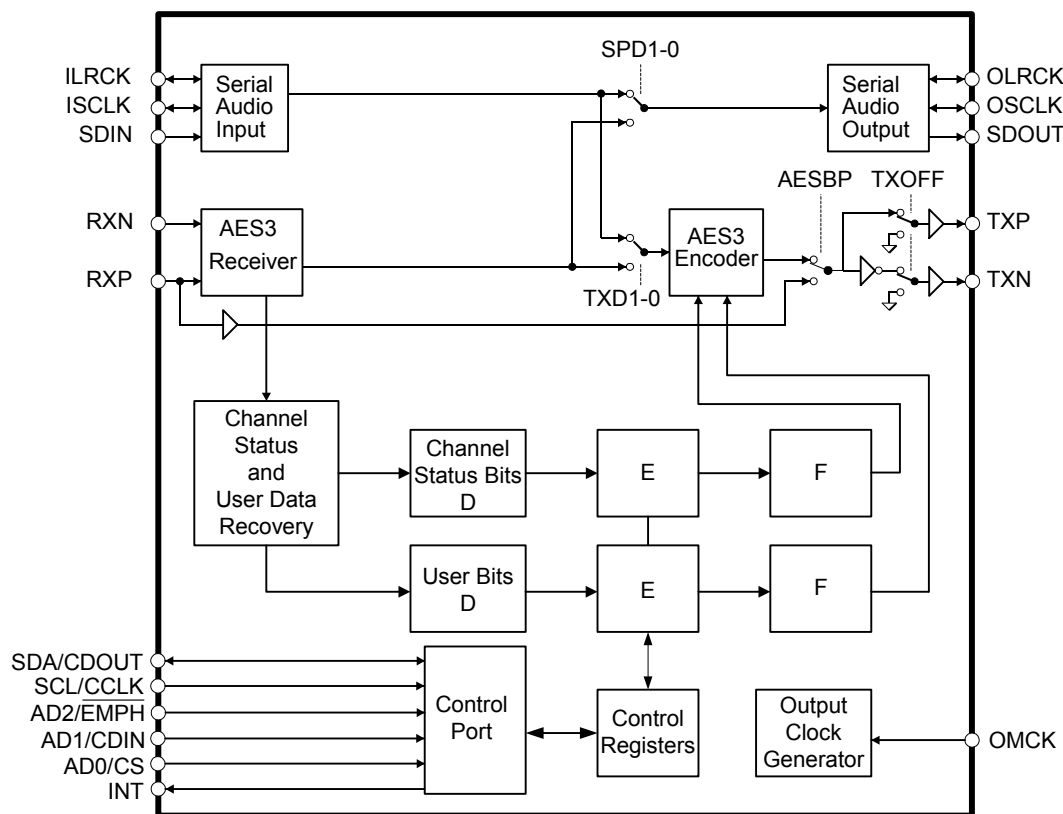 SPD1-0
ILRCK
ISCLK
SDIN
Serial
Audio
Input
Serial
Audio
Output
OLRCK
OSCLK
SDOUT
RXN
RXP
AES3
Receiver
TXD1-0
AES3
Encoder
AESBP
TXOFF
TXP
TXN
Channel
Status
and
User Data
Recovery
Channel
Status Bits
D
E
F
User Bits
D
E
F
SDA/CDOUT
SCL/CCLK
AD2/EMPH
AD1/CDIN
AD0/CS
INT
Control
Port
Control
Registers
Output
Clock
Generator
OMCK